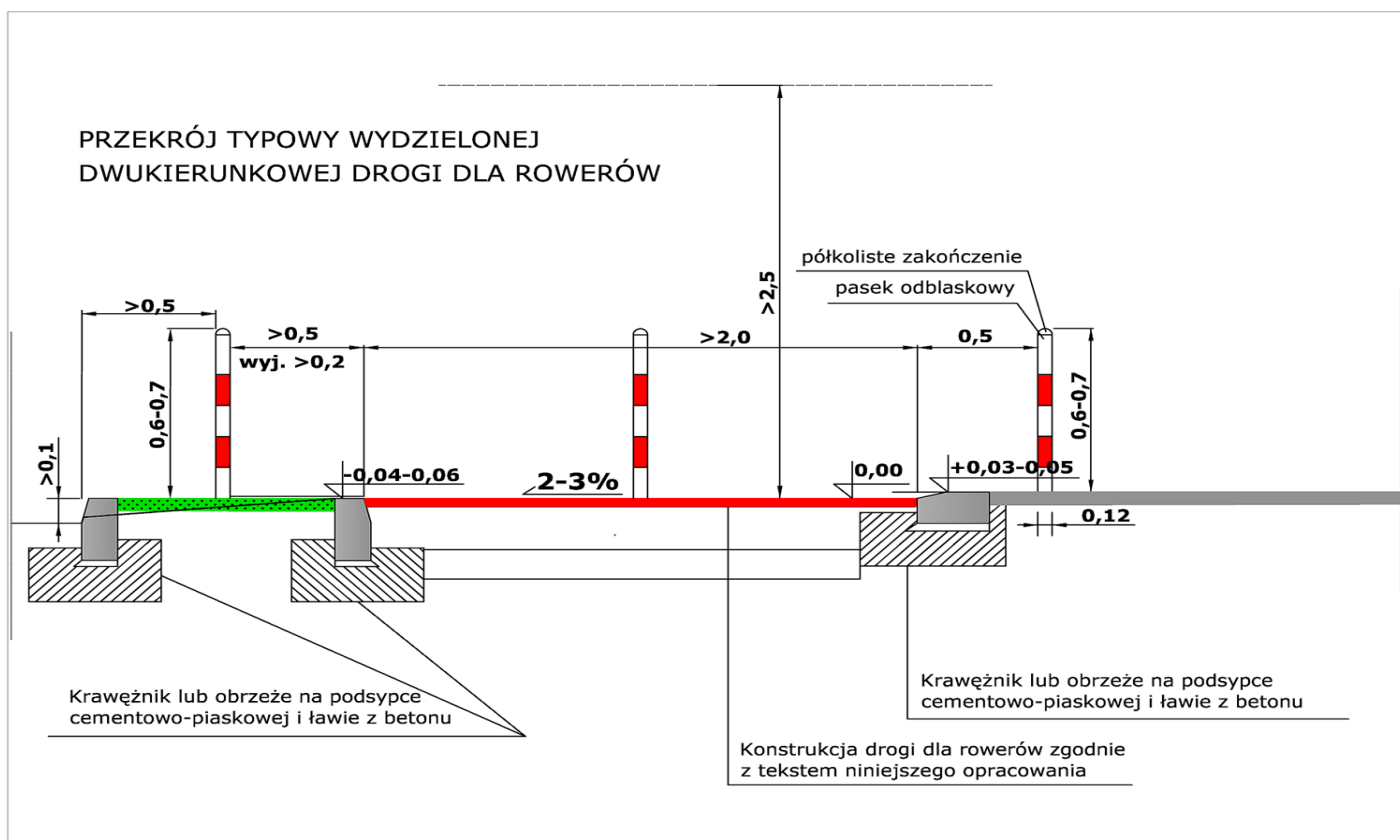 PRZEKRÓJ TYPOWY WYDZIELONEJ
DWUKIERUNKOWEJ DROGI DLA ROWERÓW
półkoliste zakończenie
pasek odblaskowy
>2,5
>0,5
>0,5
wyj. >0,2
>2,0
0,5
0,6-0,7
0,6-0,7
>0,1
-0,04-0,06
2-3%
0,00
+0,03-0,05
0,12
Krawężnik lub obrzeże na podsypce
cementowo-piaskowej i ławie z betonu
Krawężnik lub obrzeże na podsypce
cementowo-piaskowej i ławie z betonu
Konstrukcja drogi dla rowerów zgodnie
z tekstem niniejszego opracowania